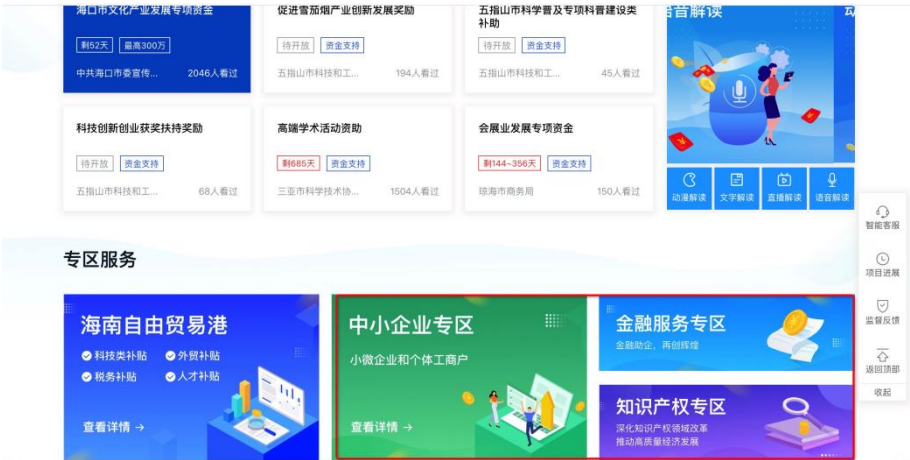 海口市文化产业发展专项资金
剩52天 最高300万
中共海口市委宣传... 2046人看过
促进雪茄烟产业创新发展奖励
待开放 资金支持
五指山市科技和工... 194人看过
五指山市科学普及专项科普建设类
补助
待开放 资金支持
五指山市科技和工... 45人看过
语音解读
动
科技创新创业获奖扶持奖励
待开放 资金支持
五指山市科技和工... 68人看过
高端学术活动资助
剩685天 资金支持
三亚市科学技术协... 1504人看过
会展业发展专项资金
剩144~356天 资金支持
琼海市商务局 150人看过
动漫解读 文字解读 直播解读 语音解读
智能客服
项目进展
监督反馈
返回顶部
收起
专区服务
海南自由贸易港
科技类补贴 外贸补贴
税务补贴 人才补贴
查看详情 →
中小企业专区
小微企业和个体工商户
查看详情 →
金融服务专区
金融助企，再创辉煌
知识产权专区
深化知识产权领域改革
推动高质量经济发展